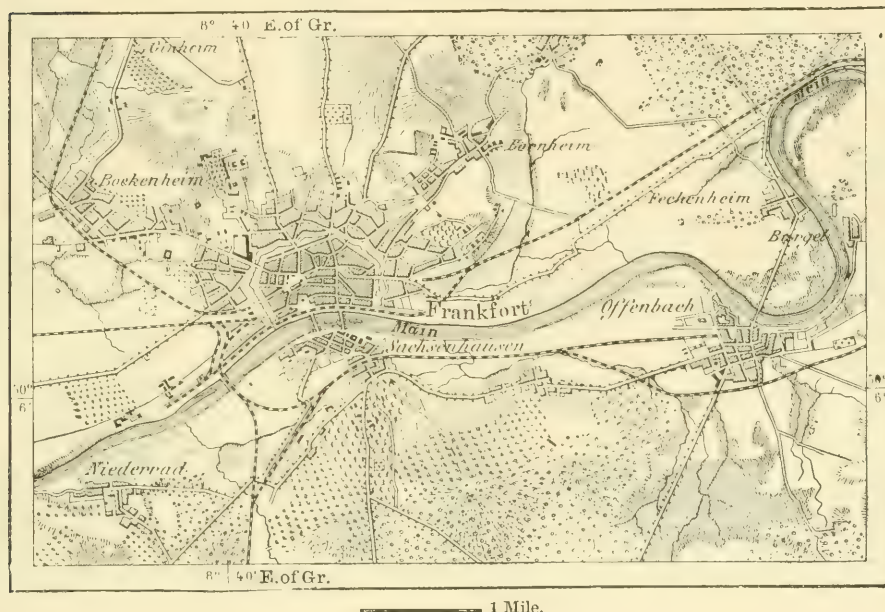 8° 40' E. of Gr.
Ginheim
Main
Bockenheim
Bornheim
Fechenheim
Bürgel
Frankfort
Offenbach
Main
Sachsenhausen
50°
6'
50°
6'
Niederrad
8° 40' E. of Gr.
1 Mile.